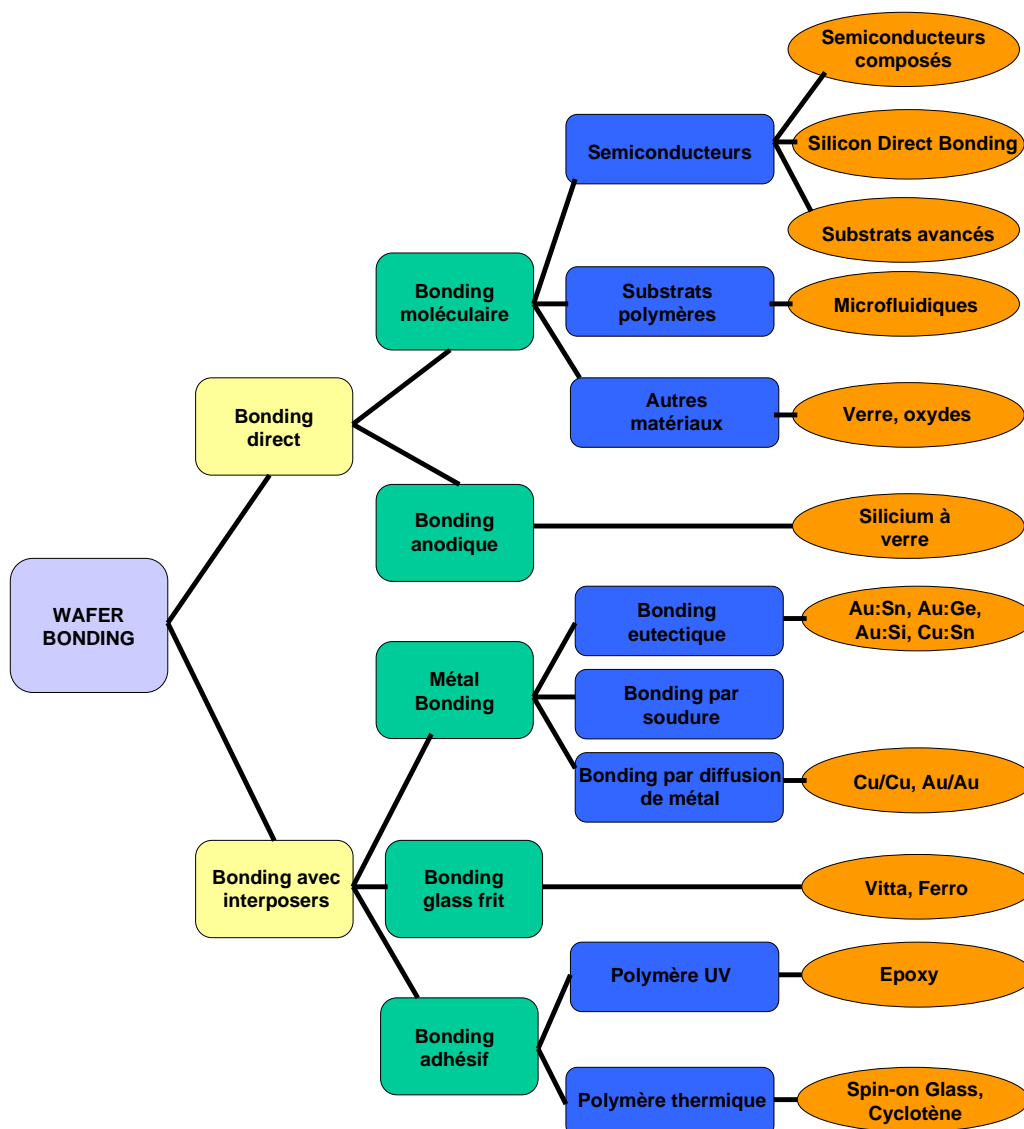 Semiconducteurs
composés
Semiconducteurs
Silicon Direct Bonding
Substrats avancés
Bonding
moléculaire
Substrats
polymères
Microfluidiques
Bonding
direct
Autres
matériaux
Verre, oxydes
Bonding
anodique
Silicium à
verre
WAFER
BONDING
Bonding
eutectique
Au:Sn, Au:Ge,
Au:Si, Cu:Sn
Métal
Bonding
Bonding par
soudure
Bonding par diffusion
de métal
Cu/Cu, Au/Au
Bonding avec
interposers
Bonding
glass frit
Vitta, Ferro
Polymère UV
Epoxy
Bonding
adhésif
Polymère thermique
Spin-on Glass,
Cyclotène